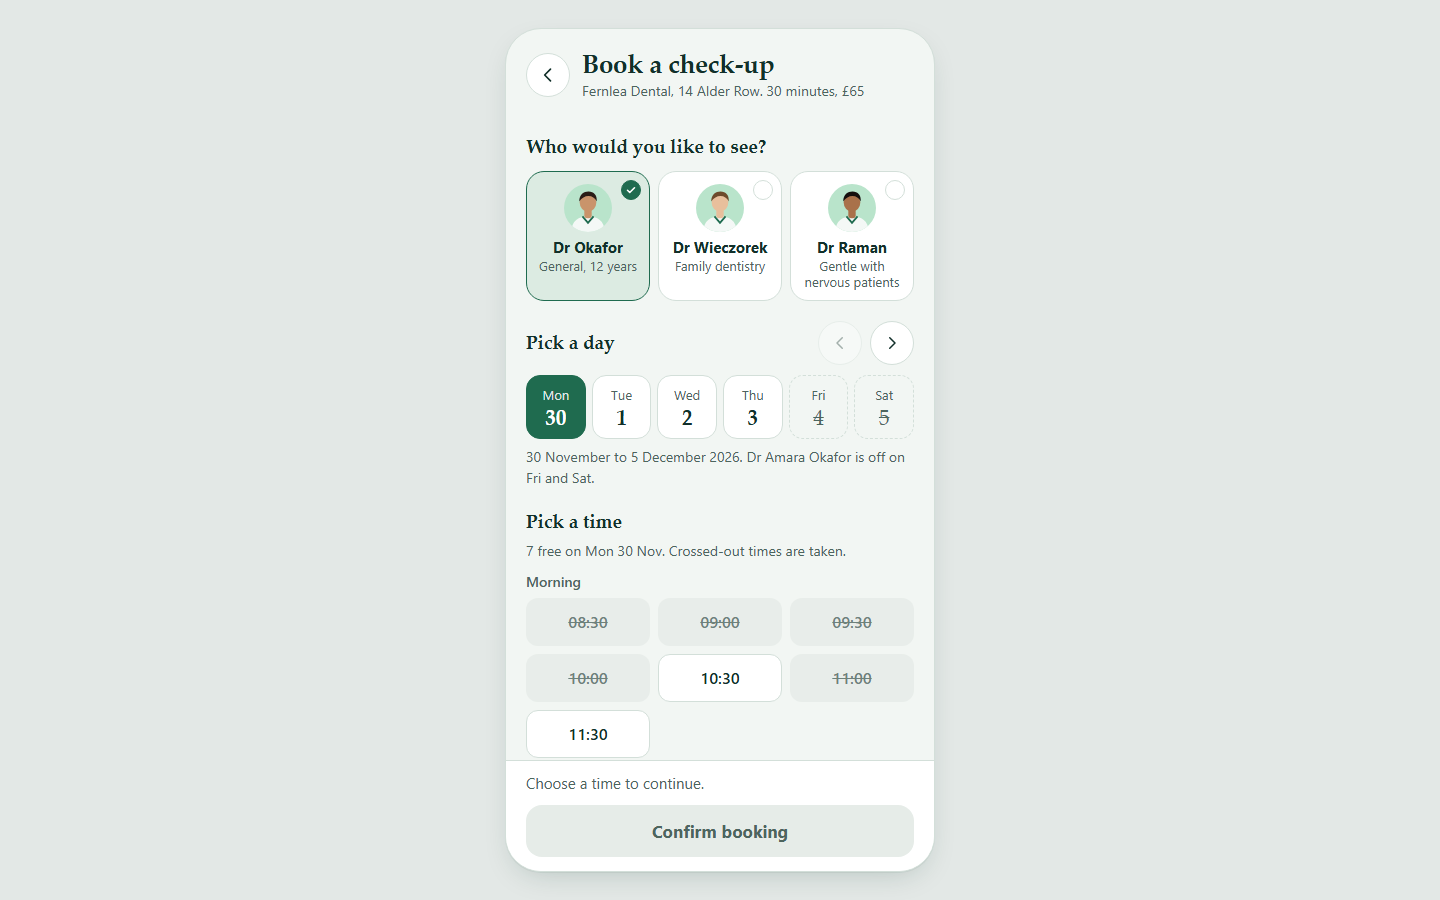 Book a check-up
Fernlea Dental, 14 Alder Row. 30 minutes, £65
Who would you like to see?
Dr Okafor
General, 12 years
Dr Wieczorek
Family dentistry
Dr Raman
Gentle with
nervous patients
Pick a day
Mon
30
Tue
1
Wed
2
Thu
3
Fri
4
Sat
5
30 November to 5 December 2026. Dr Amara Okafor is off on
Fri and Sat.
Pick a time
7 free on Mon 30 Nov. Crossed-out times are taken.
Morning
08:30
09:00
09:30
10:00
10:30
11:00
11:30
Choose a time to continue.
Confirm booking